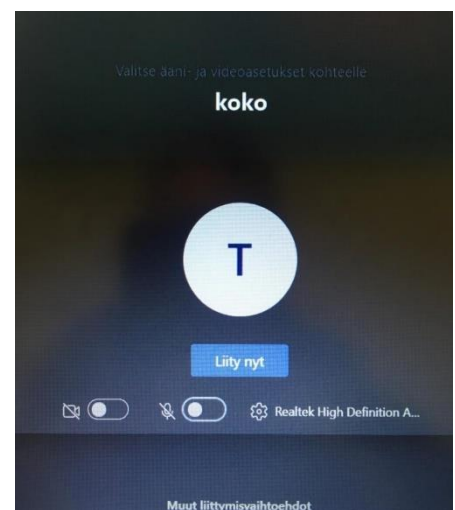 Valitse ääni- ja videoasetukset kohteelle
koko
T
Liity nyt
Realtek High Definition A...
Muut liittymisvaihtoehdot